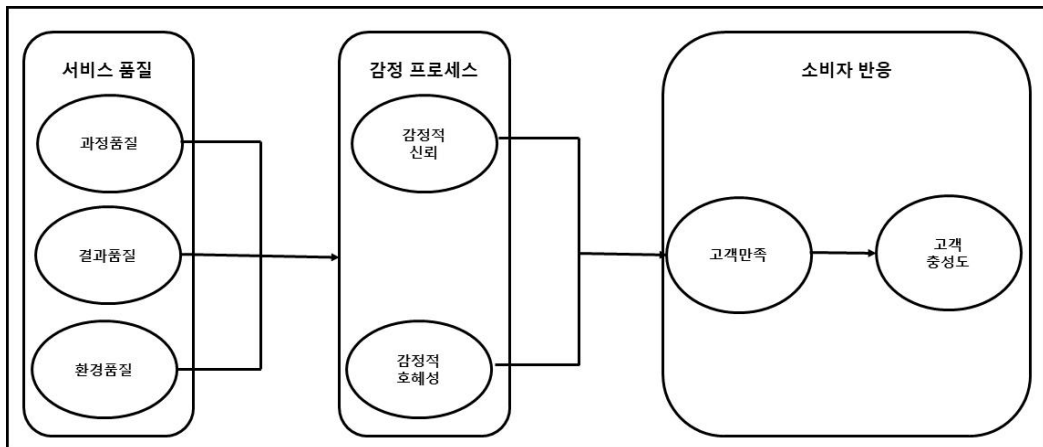 서비스 품질
과정품질
결과품질
환경품질
감정 프로세스
감정적
신뢰
감정적
호혜성
소비자 반응
고객만족
고객
충성도